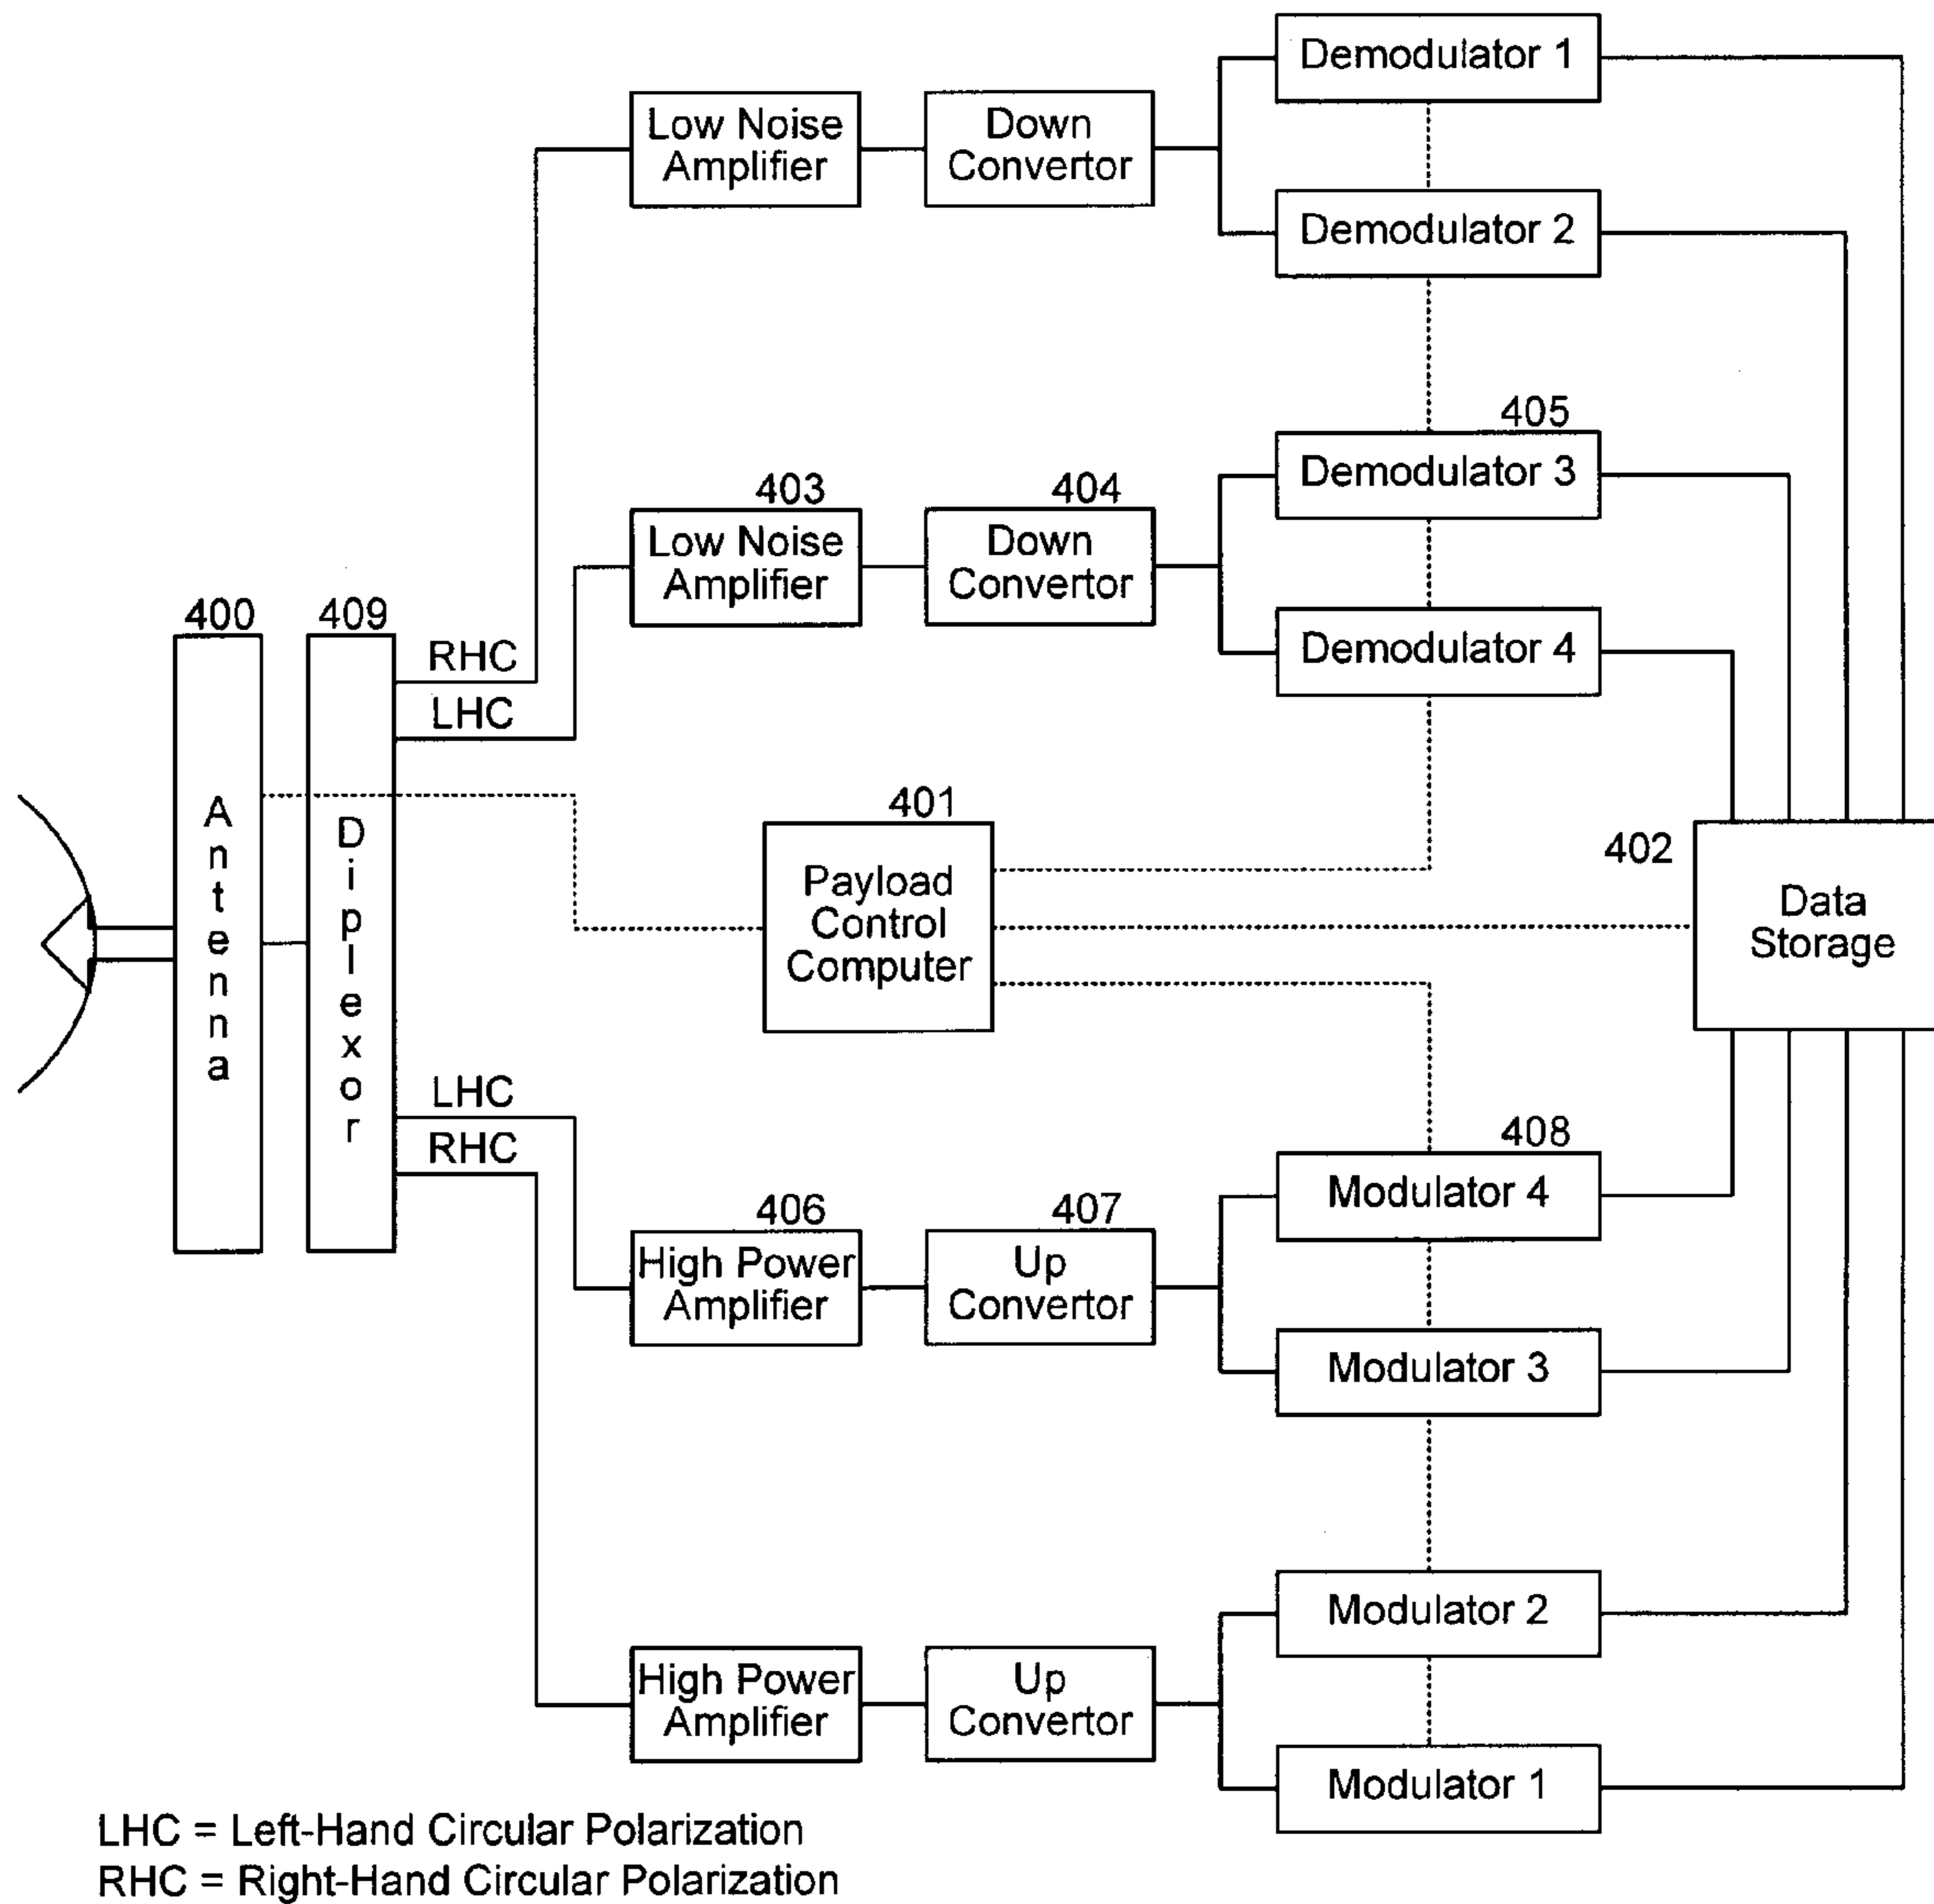 Demodulator 1
Low Noise
Amplifier
Down
Convertor
Demodulator 2
405
Demodulator 3
403
Low Noise
Amplifier
404
Down
Convertor
Demodulator 4
400
Antenna
409
Diplexor
RHC
LHC
401
Payload
Control
Computer
402
Data
Storage
LHC
RHC
408
Modulator 4
406
High Power
Amplifier
407
Up
Convertor
Modulator 3
Modulator 2
High Power
Amplifier
Up
Convertor
Modulator 1
LHC = Left-Hand Circular Polarization
RHC = Right-Hand Circular Polarization